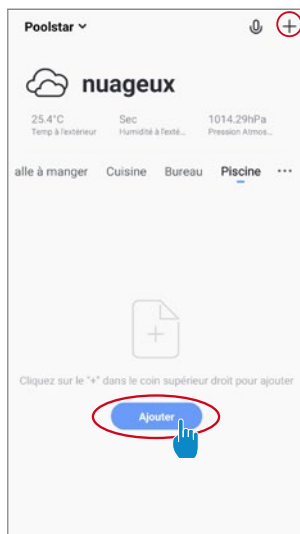 Poolstar
nuageux
25.4°C Sec 1014.29hPa
Temp à l'extérieur Humidité à l'exté... Pression Atmos...
alle à manger Cuisine Bureau Piscine ...
Cliquez sur le "+" dans le coin supérieur droit pour ajouter
Ajouter